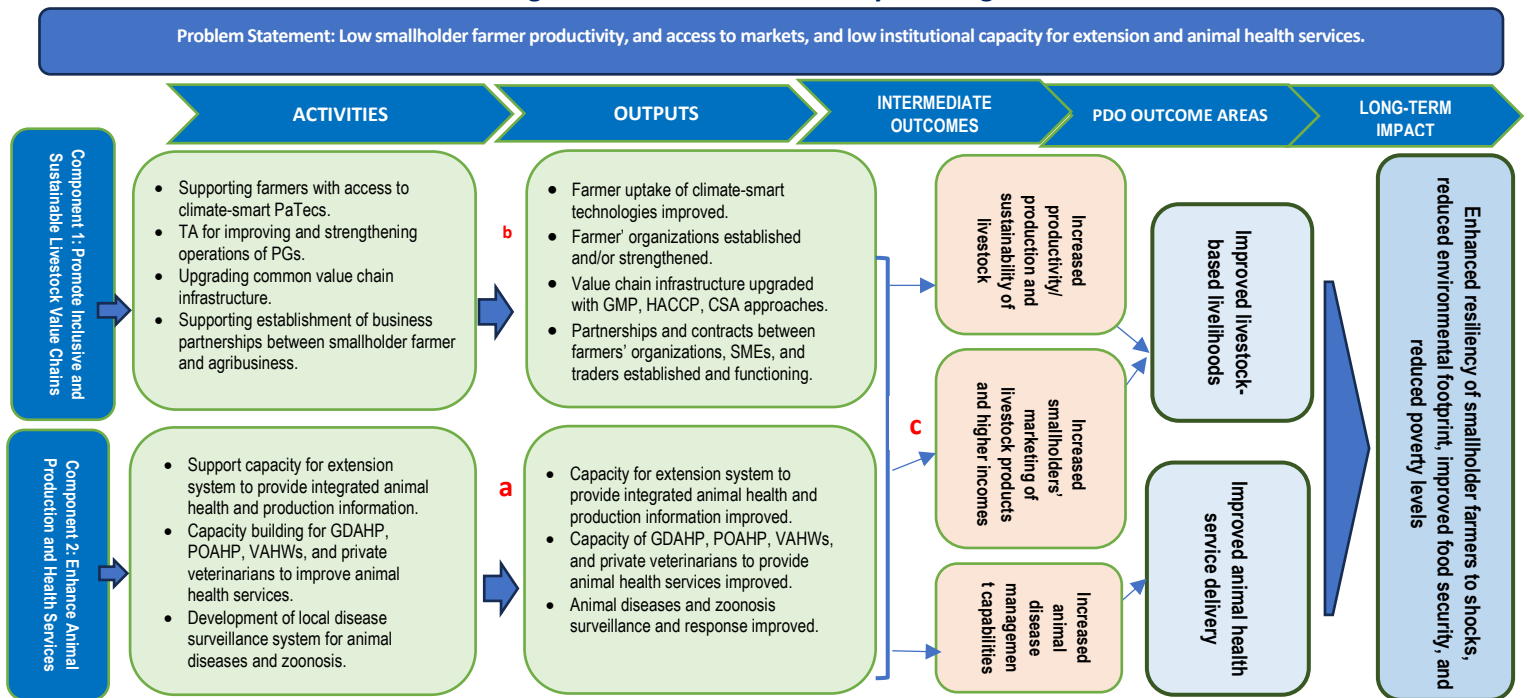 Problem Statement: Low smallholder farmer productivity, and access to markets, and low institutional capacity for extension and animal health services.
ACTIVITIES
OUTPUTS
INTERMEDIATE
OUTCOMES
PDO OUTCOME AREAS
LONG-TERM
IMPACT
Component 1: Promote Inclusive and
Sustainable Livestock Value Chains
• Supporting farmers with access to
climate-smart PaTecs.
• TA for improving and strengthening
operations of PGs.
• Upgrading common value chain
infrastructure.
• Supporting establishment of business
partnerships between smallholder farmer
and agribusiness.
b
• Farmer uptake of climate-smart
technologies improved.
• Farmer' organizations established
and/or strengthened.
• Value chain infrastructure upgraded
with GMP, HACCP, CSA approaches.
• Partnerships and contracts between
farmers' organizations, SMEs, and
traders established and functioning.
Increased
productivity/
production and
sustainability of
livestock
c
Increased
smallholders'
marketing of
livestock products
and higher incomes
Improved livestock-
based livelihoods
Enhanced resiliency of smallholder farmers to shocks,
reduced environmental footprint, improved food security, and
reduced poverty levels
Component 2: Enhance Animal
Production and Health Services
• Support capacity for extension
system to provide integrated animal
health and production information.
• Capacity building for GDAHP,
POAHP, VAHWs, and private
veterinarians to improve animal
health services.
• Development of local disease
surveillance system for animal
diseases and zoonosis.
a
• Capacity for extension system to
provide integrated animal health and
production information improved.
• Capacity of GDAHP, POAHP, VAHWs,
and private veterinarians to provide
animal health services improved.
• Animal diseases and zoonosis
surveillance and response improved.
Increased
animal
disease
managemen
t capabilities
Improved animal health
service delivery